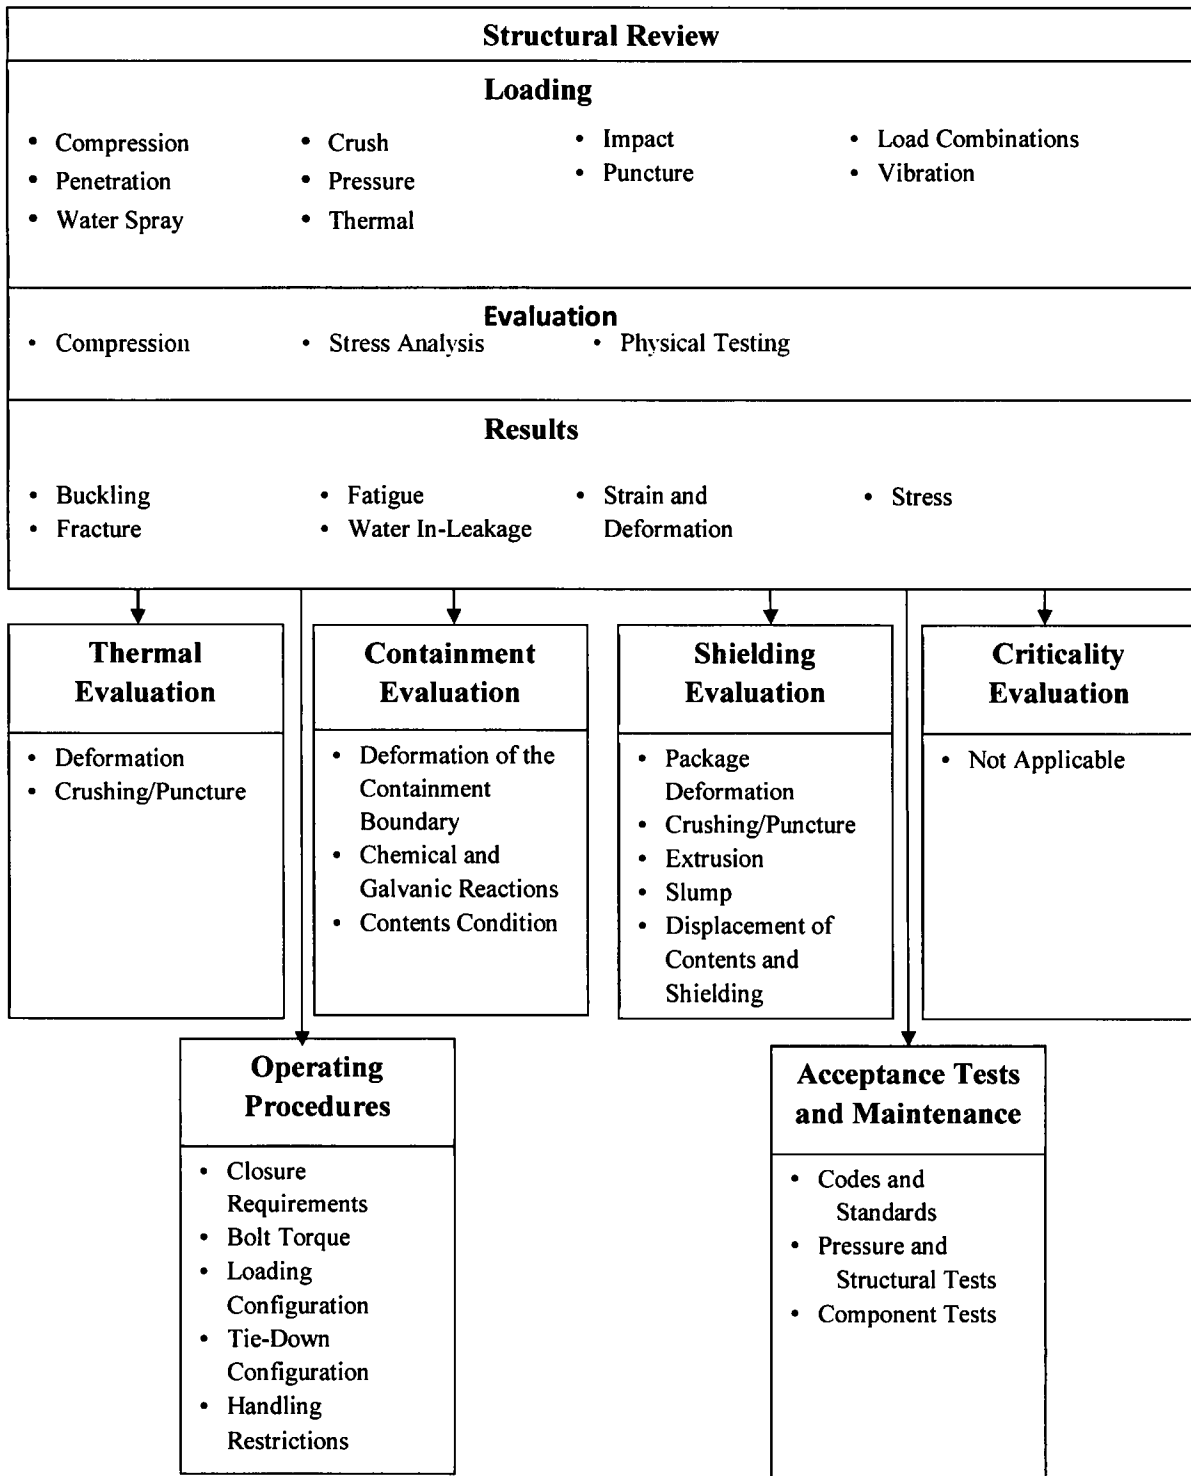 Structural Review
Loading
• Compression • Crush • Impact • Load Combinations
• Penetration • Pressure • Puncture • Vibration
• Water Spray • Thermal
Evaluation
• Compression • Stress Analysis • Physical Testing
Results
• Buckling • Fatigue • Strain and • Stress
• Fracture • Water In-Leakage Deformation
Thermal
Evaluation
• Deformation
• Crushing/Puncture
Containment
Evaluation
• Deformation of the
Containment
Boundary
• Chemical and
Galvanic Reactions
• Contents Condition
Shielding
Evaluation
• Package
Deformation
• Crushing/Puncture
• Extrusion
• Slump
• Displacement of
Contents and
Shielding
Criticality
Evaluation
• Not Applicable
Operating
Procedures
• Closure
Requirements
• Bolt Torque
• Loading
Configuration
• Tie-Down
Configuration
• Handling
Restrictions
Acceptance Tests
and Maintenance
• Codes and
Standards
• Pressure and
Structural Tests
• Component Tests